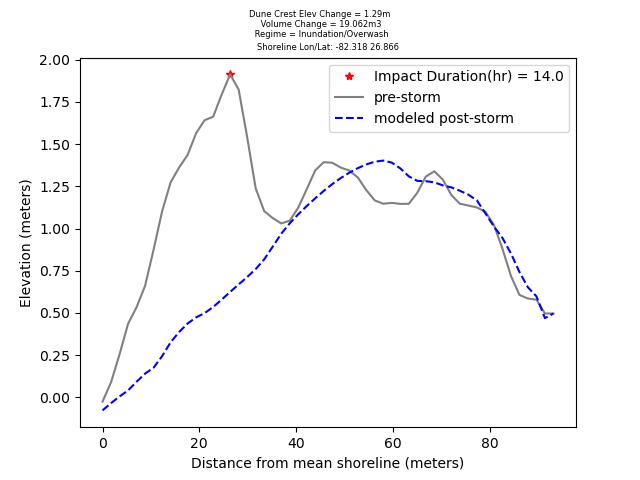 Dune Crest Elev Change = 1.29m
Volume Change = 19.062m3
Regime = Inundation/Overwash
Shoreline Lon/Lat: -82.318 26.866
Impact Duration(hr) = 14.0
pre-storm
modeled post-storm
Elevation (meters)
2.00
1.75
1.50
1.25
1.00
0.75
0.50
0.25
0.00
0 20 40 60 80
Distance from mean shoreline (meters)